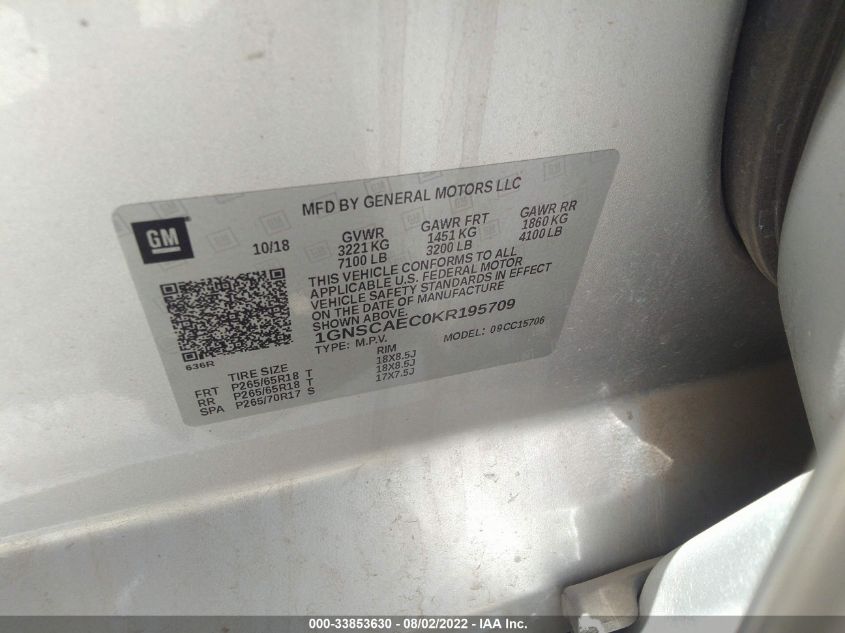 MFD BY GENERAL MOTORS LLC
GM
10/18
GVWR GAWR FRT GAWR RR
3221 KG 1451 KG 1860 KG
7100 LB 3200 LB 4100 LB
THIS VEHICLE CONFORMS TO ALL
APPLICABLE U.S. FEDERAL MOTOR
VEHICLE SAFETY STANDARDS IN EFFECT
ON THE DATE OF MANUFACTURE
SHOWN ABOVE.
1GNSCAEC0KR195709
TYPE: M.P.V. MODEL: 09CC15706
636R
TIRE SIZE RIM
FRT P265/65R18 T 18X8.5J
RR P265/65R18 T 18X8.5J
SPA P265/70R17 S 17X7.5J
000-33853630 - 08/02/2022 - IAA Inc.